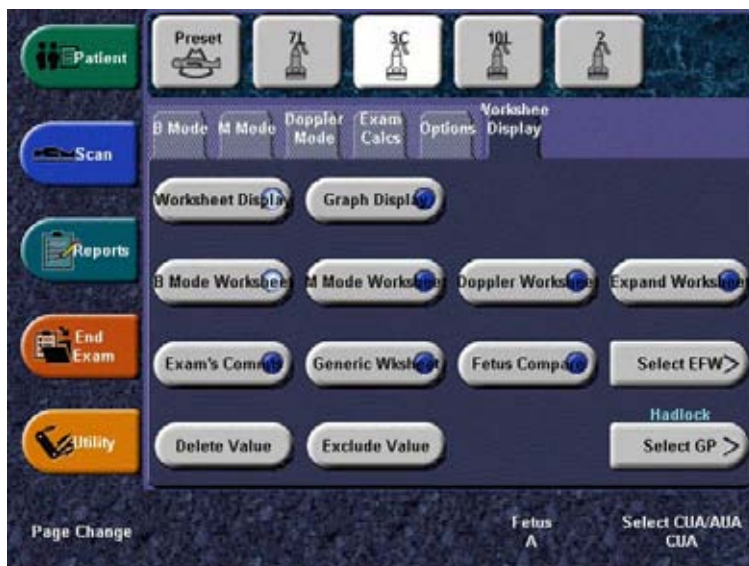 Patient
Preset
7L
3C
10L
2
Scan
B Mode
M Mode
Doppler
Mode
Exam
Calcs
Options
Workshee
Display
Worksheet Display
Graph Display
Reports
B Mode Worksheet
M Mode Worksheet
Doppler Worksheet
Expand Worksheet
End
Exam
Exam's Commts
Generic Wksheet
Fetus Compare
Select EFW>
Utility
Delete Value
Exclude Value
Hadlock
Select GP >
Page Change
Fetus
A
Select CUA/AUA
CUA